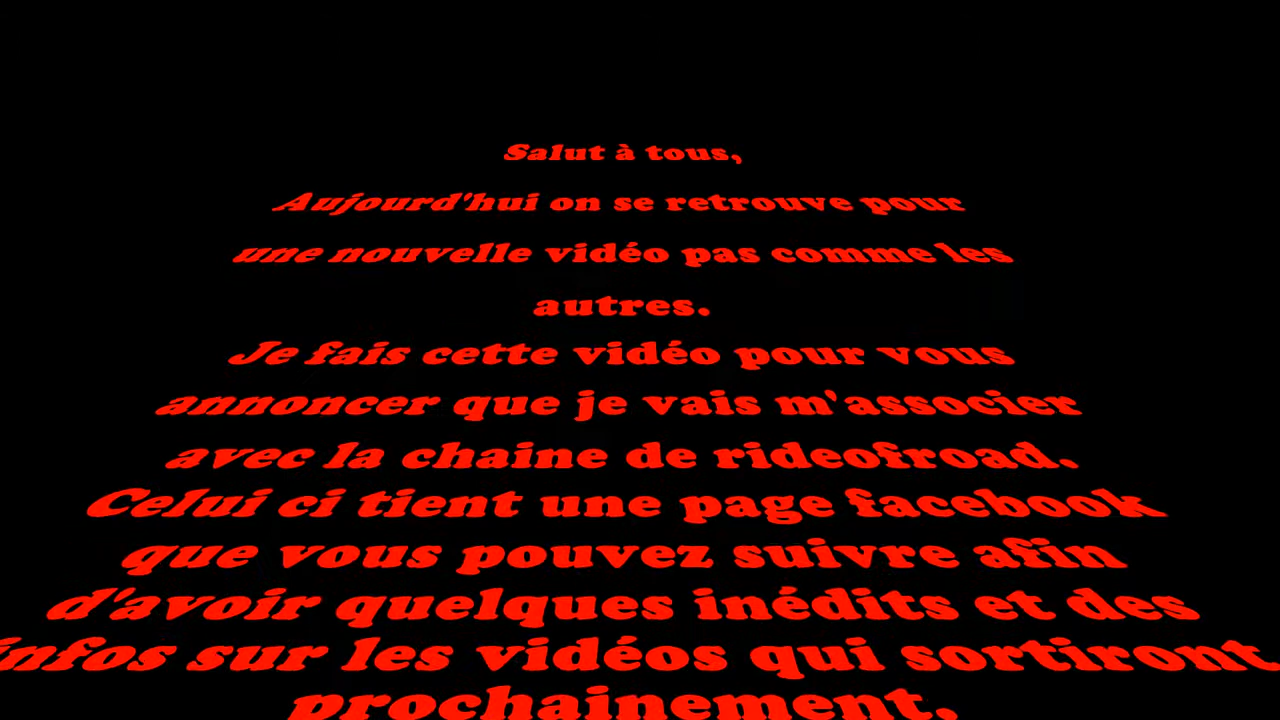 Salut à tous,
Aujourd'hui on se retrouve pour
une nouvelle vidéo pas comme les
autres.
Je fais cette vidéo pour vous
annoncer que je vais m'associer
avec la chaine de rideofroad.
Celui ci tient une page facebook
que vous pouvez suivre afin
d'avoir quelques inédits et des
infos sur les vidéos qui sortiront
prochainement.